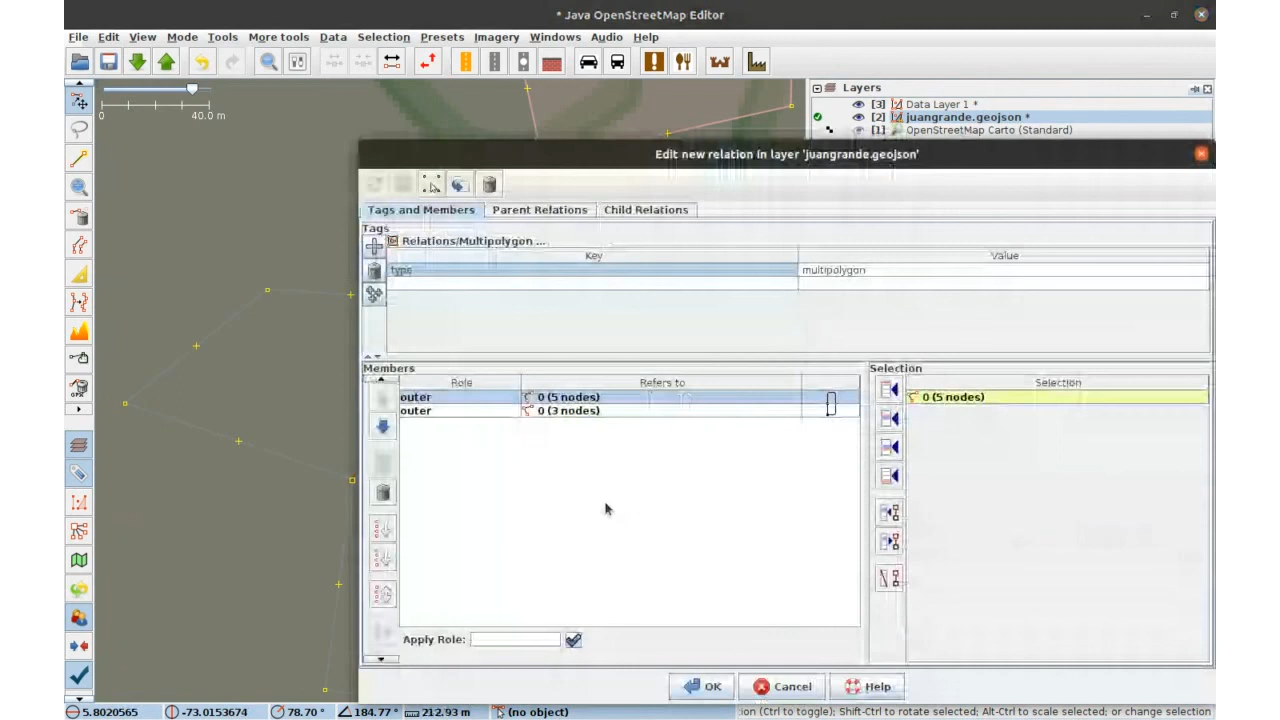 * Java OpenStreetMap Editor
File Edit View Mode Tools More tools Data Selection Presets Imagery Windows Audio Help
0 40.0 m
Layers
[3] Data Layer 1 *
[2] juangrande.geojson *
[1] OpenStreetMap Carto (Standard)
Edit new relation in layer 'juangrande.geojson'
Tags and Members Parent Relations Child Relations
Tags
Relations/Multipolygon ...
Key Value
type multipolygon
Members Selection
Role Refers to Selection
outer 0 (5 nodes) 0 (5 nodes)
outer 0 (3 nodes)
Apply Role:
OK Cancel Help
5.8020565 -73.0153674 78.70 ° 184.77 ° 212.93 m (no object) ion (Ctrl to toggle); Shift-Ctrl to rotate selected; Alt-Ctrl to scale selected; or change selection